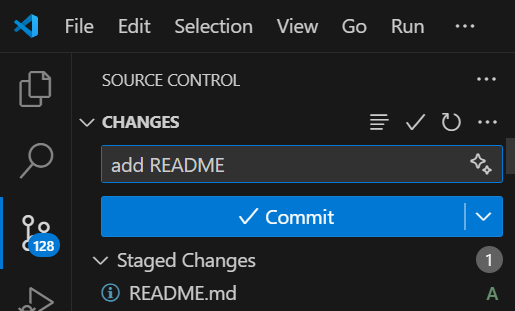 File Edit Selection View Go Run ...
SOURCE CONTROL ...
CHANGES ...
add README
Commit
128
Staged Changes 1
README.md A